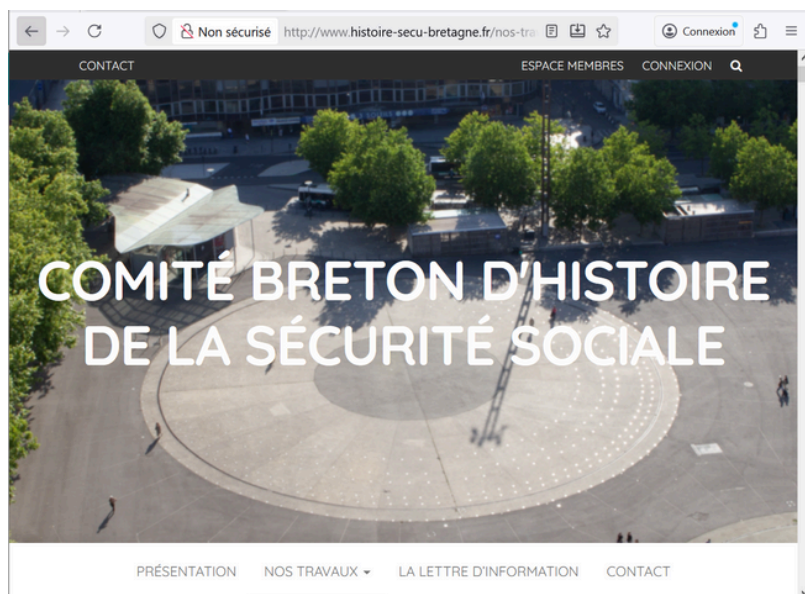 Non sécurisé http://www.histoire-secu-bretagne.fr/nos-tra Connexion
CONTACT ESPACE MEMBRES CONNEXION
COMITÉ BRETON D'HISTOIRE
DE LA SÉCURITÉ SOCIALE
PRÉSENTATION NOS TRAVAUX LA LETTRE D'INFORMATION CONTACT